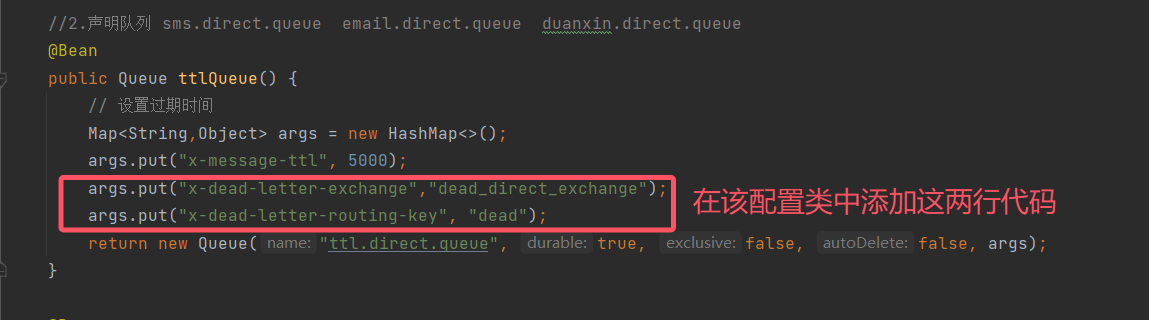 //2.声明队列 sms.direct.queue  email.direct.queue  duanxin.direct.queue
@Bean
public Queue ttlQueue() {
// 设置过期时间
Map<String,Object> args = new HashMap<>();
args.put("x-message-ttl", 5000);
args.put("x-dead-letter-exchange","dead_direct_exchange");
args.put("x-dead-letter-routing-key", "dead");
在该配置类中添加这两行代码
return new Queue( name: "ttl.direct.queue", durable: true, exclusive: false, autoDelete: false, args);
}